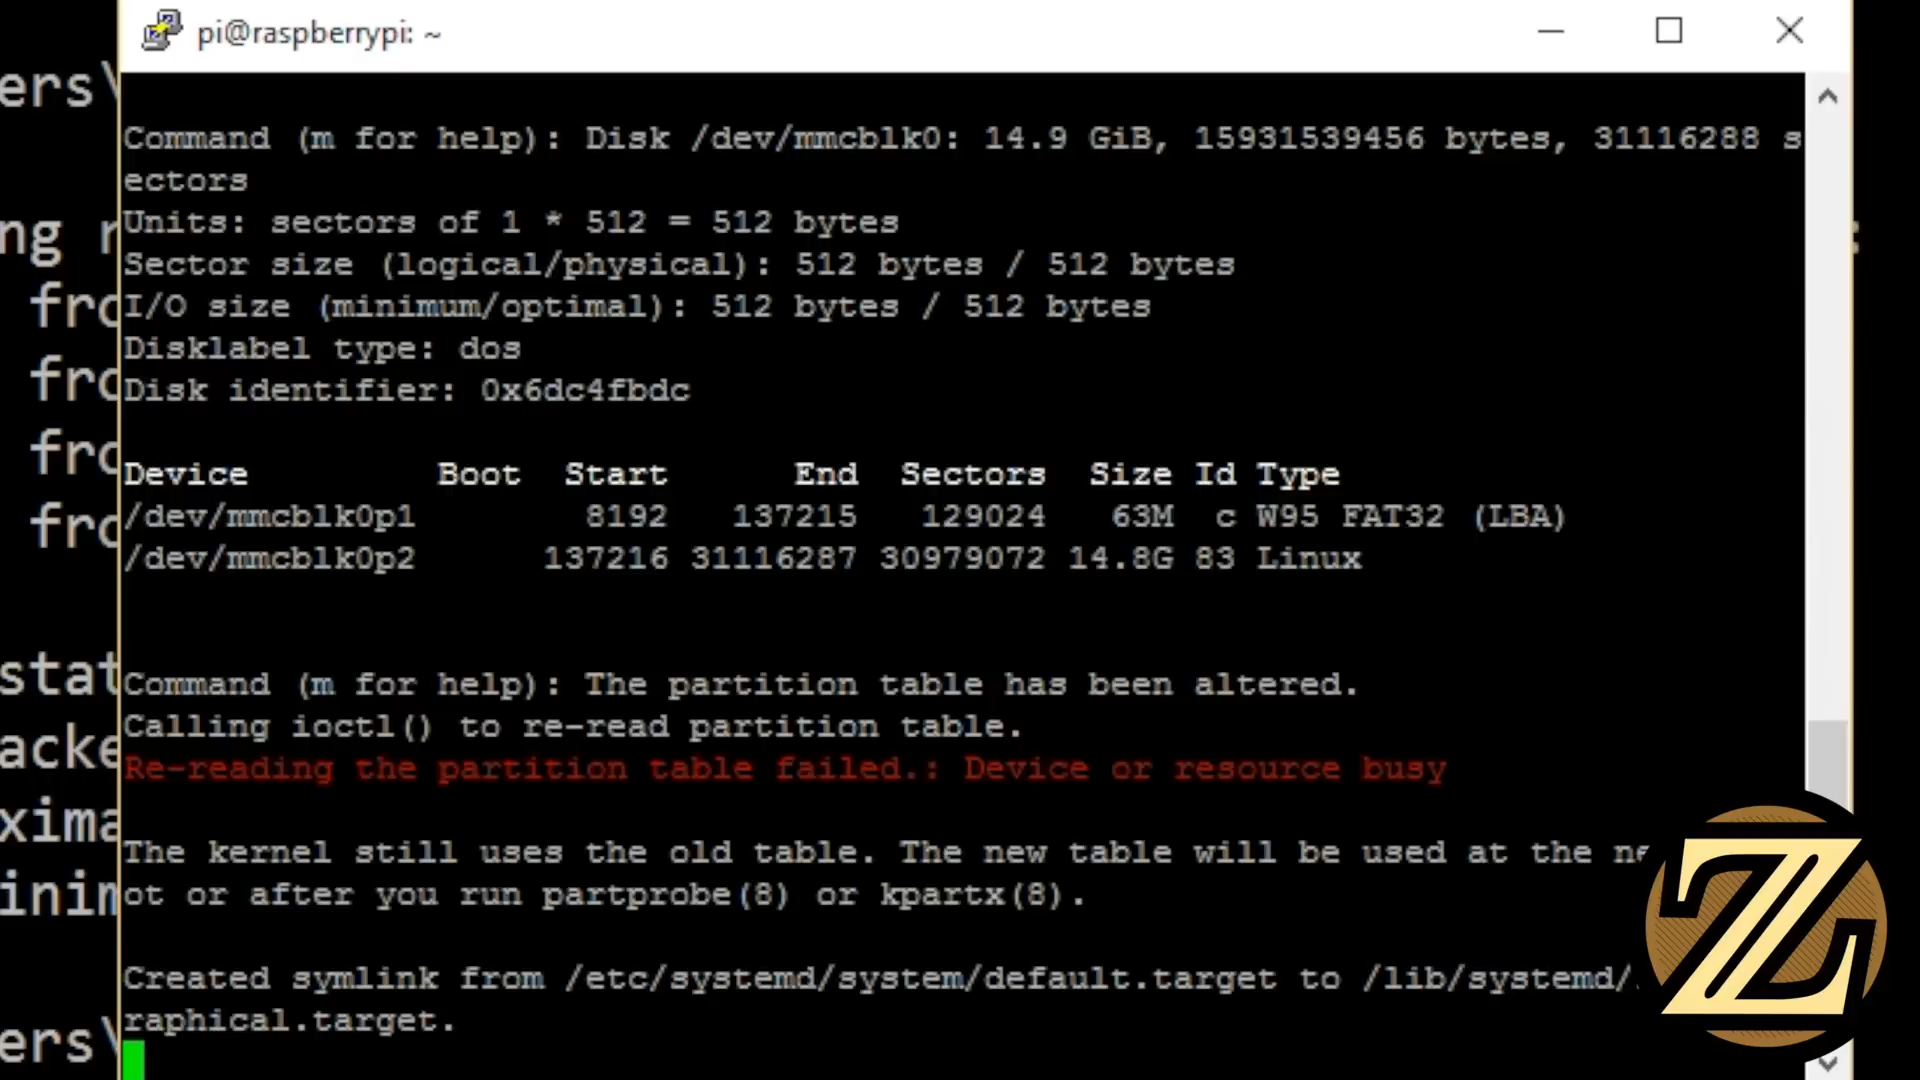 pi@raspberrypi: ~
Command (m for help): Disk /dev/mmcblk0: 14.9 GiB, 15931539456 bytes, 31116288 s
ectors
Units: sectors of 1 * 512 = 512 bytes
Sector size (logical/physical): 512 bytes / 512 bytes
I/O size (minimum/optimal): 512 bytes / 512 bytes
Disklabel type: dos
Disk identifier: 0x6dc4fbdc
Device Boot Start End Sectors Size Id Type
/dev/mmcblk0p1 8192 137215 129024 63M c W95 FAT32 (LBA)
/dev/mmcblk0p2 137216 31116287 30979072 14.8G 83 Linux
Command (m for help): The partition table has been altered.
Calling ioctl() to re-read partition table.
Re-reading the partition table failed.: Device or resource busy
The kernel still uses the old table. The new table will be used at the
ot or after you run partprobe(8) or kpartx(8).
Created symlink from /etc/systemd/system/default.target to /lib/systemd/
raphical.target.
ers\
ng
fro
fro
fro
fro
stat
acke
xima
inim
ers\
Z